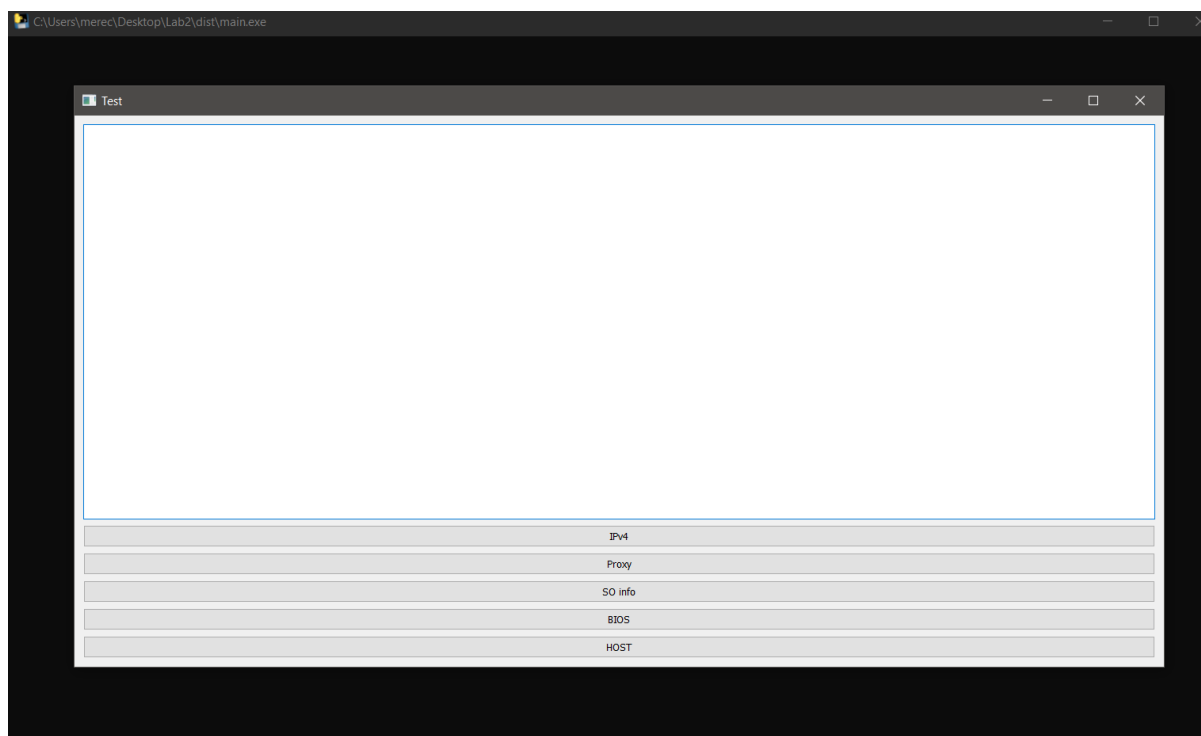 C:\Users\merec\Desktop\Lab2\dist\main.exe
Test
IPv4
Proxy
SO info
BIOS
HOST